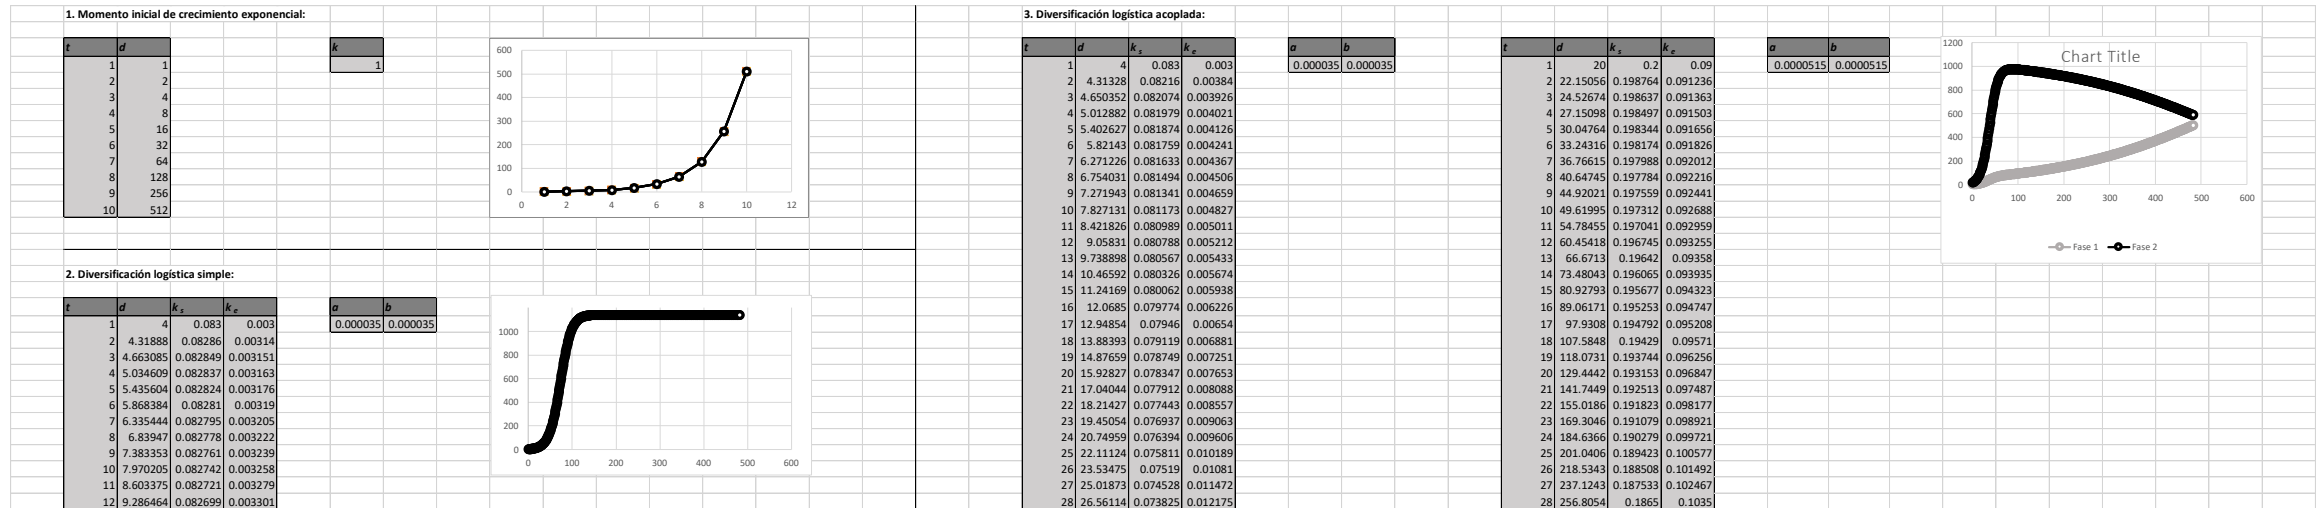 1. Momento inicial de crecimiento exponencial:
t d
k
1 1
1
2 2
3 4
4 8
5 16
6 32
7 64
8 128
9 256
10 512
600
500
400
300
200
100
0
0 2 4 6 8 10 12
2. Diversificación logística simple:
t d k s k e
a b
1 4 0.083 0.003
0.000035 0.000035
2 4.31888 0.08286 0.00314
3 4.663085 0.082849 0.003151
4 5.034609 0.082837 0.003163
5 5.435604 0.082824 0.003176
6 5.868384 0.08281 0.00319
7 6.335444 0.082795 0.003205
8 6.83947 0.082778 0.003222
9 7.383353 0.082761 0.003239
10 7.970205 0.082742 0.003258
11 8.603375 0.082721 0.003279
12 9.286464 0.082699 0.003301
1000
800
600
400
200
0
0 100 200 300 400 500 600
3. Diversificación logística acoplada:
t d k s k e
a b
1 4 0.083 0.003
0.000035 0.000035
2 4.31328 0.08216 0.00384
3 4.650352 0.082074 0.003926
4 5.012882 0.081979 0.004021
5 5.402627 0.081874 0.004126
6 5.82143 0.081759 0.004241
7 6.271226 0.081633 0.004367
8 6.754031 0.081494 0.004506
9 7.271943 0.081341 0.004659
10 7.827131 0.081173 0.004827
11 8.421826 0.080989 0.005011
12 9.05831 0.080788 0.005212
13 9.738898 0.080567 0.005433
14 10.46592 0.080326 0.005674
15 11.24169 0.080062 0.005938
16 12.0685 0.079774 0.006226
17 12.94854 0.07946 0.00654
18 13.88393 0.079119 0.006881
19 14.87659 0.078749 0.007251
20 15.92827 0.078347 0.007653
21 17.04044 0.077912 0.008088
22 18.21427 0.077443 0.008557
23 19.45054 0.076937 0.009063
24 20.74959 0.076394 0.009606
25 22.11124 0.075811 0.010189
26 23.53475 0.07519 0.01081
27 25.01873 0.074528 0.011472
28 26.56114 0.073825 0.012175
t d k s k e
a b
1 20 0.2 0.09
0.0000515 0.0000515
2 22.15056 0.198764 0.091236
3 24.52674 0.198637 0.091363
4 27.15098 0.198497 0.091503
5 30.04764 0.198344 0.091656
6 33.24316 0.198174 0.091826
7 36.76615 0.197988 0.092012
8 40.64745 0.197784 0.092216
9 44.92021 0.197559 0.092441
10 49.61995 0.197312 0.092688
11 54.78455 0.197041 0.092959
12 60.45418 0.196745 0.093255
13 66.6713 0.19642 0.09358
14 73.48043 0.196065 0.093935
15 80.92793 0.195677 0.094323
16 89.06171 0.195253 0.094747
17 97.9308 0.194792 0.095208
18 107.5848 0.19429 0.09571
19 118.0731 0.193744 0.096256
20 129.4442 0.193153 0.096847
21 141.7449 0.192513 0.097487
22 155.0186 0.191823 0.098177
23 169.3046 0.191079 0.098921
24 184.6366 0.190279 0.099721
25 201.0406 0.189423 0.100577
26 218.5340 0.188508 0.101492
27 237.1243 0.187533 0.102467
28 256.8054 0.1865 0.1035
Chart Title
1200
1000
800
600
400
200
0
0 100 200 300 400 500 600
Fase 1 Fase 2